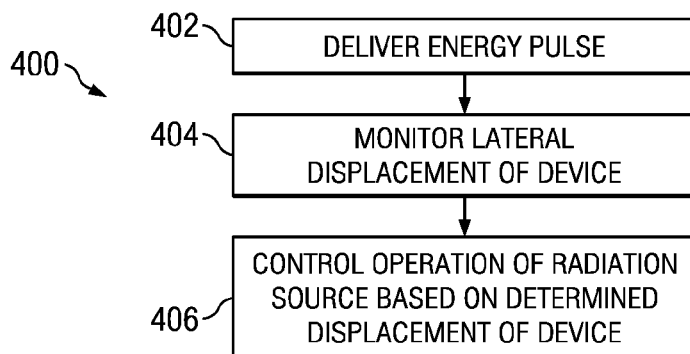 402
DELIVER ENERGY PULSE
400
404
MONITOR LATERAL
DISPLACEMENT OF DEVICE
CONTROL OPERATION OF RADIATION
SOURCE BASED ON DETERMINED
406
DISPLACEMENT OF DEVICE